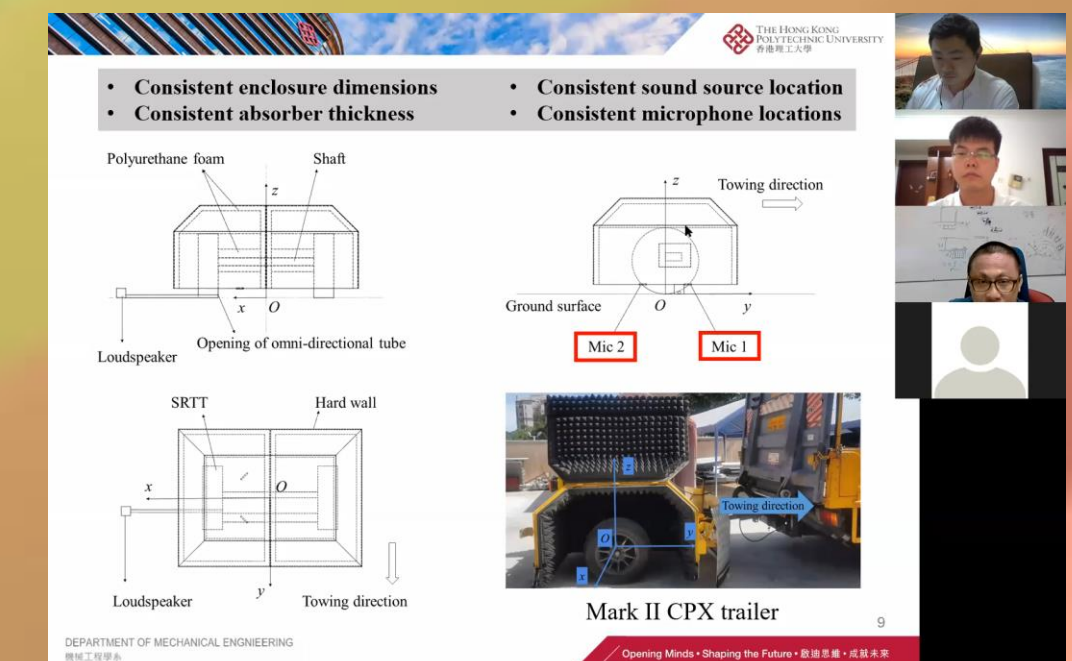 THE HONG KONG
POLYTECHNIC UNIVERSITY
香港理工大學
• Consistent enclosure dimensions
• Consistent absorber thickness
• Consistent sound source location
• Consistent microphone locations
Polyurethane foam
Shaft
z
x
O
Loudspeaker
Opening of omni-directional tube
z
Towing direction
Ground surface
O
y
Mic 2
Mic 1
SRTT
Hard wall
x
O
Loudspeaker
y
Towing direction
z
Towing direction
O
y
x
Mark II CPX trailer
9
DEPARTMENT OF MECHANICAL ENGNIEERING
機械工程學系
Opening Minds • Shaping the Future • 啟迪思維 • 成就未來